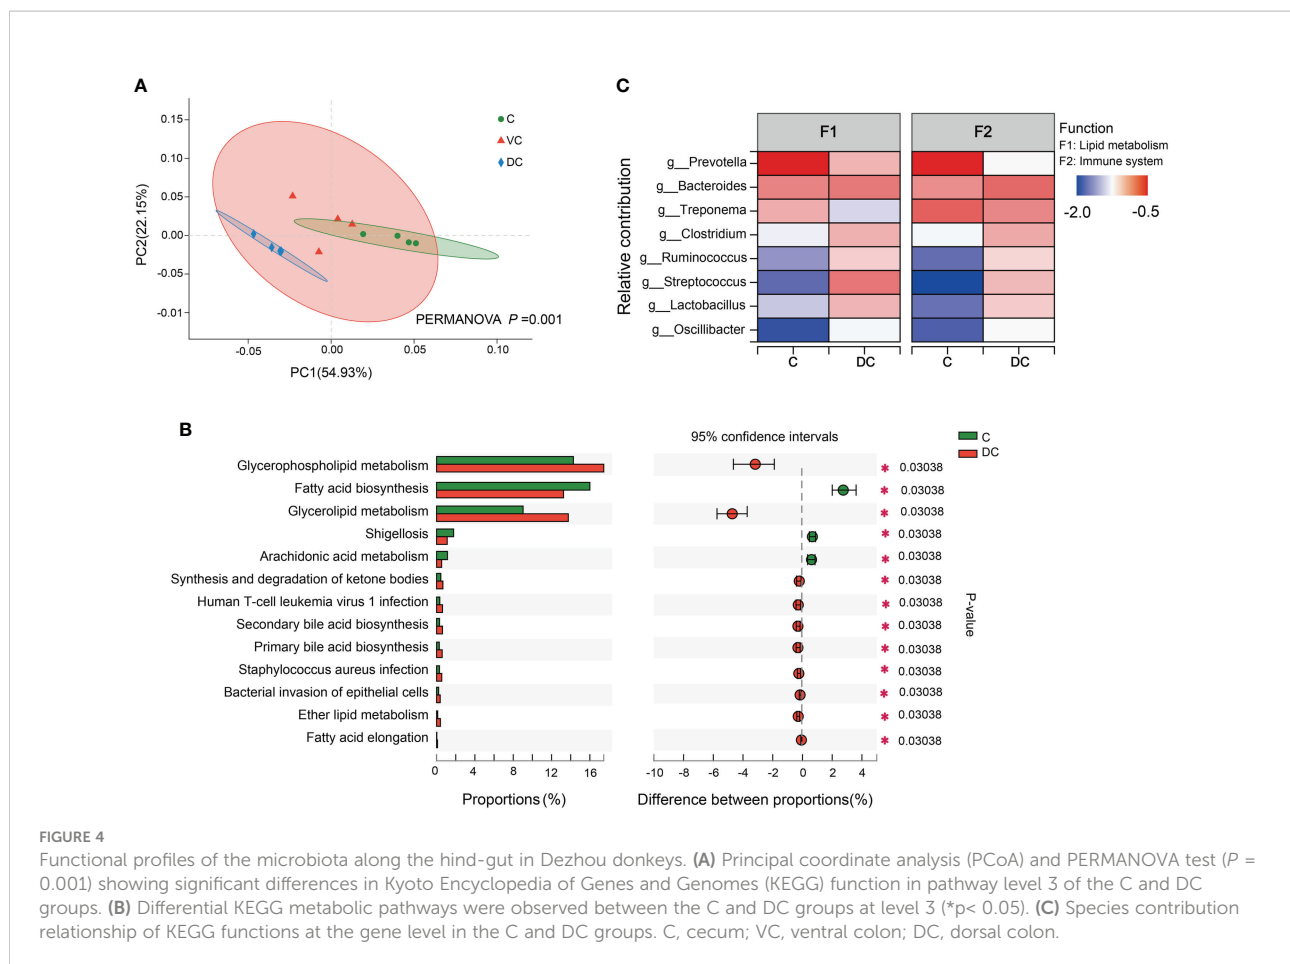 A
0.15
0.10
0.05
0.00
-0.05
-0.01
PC2(22.15%)
C
VC
DC
PERMANOVA P =0.001
-0.05
0.00
0.05
0.10
PC1(54.93%)
C
F1
F2
Function
F1: Lipid metabolism
F2: Immune system
-2.0
-0.5
Relative contribution
g__Prevotella
g__Bacteroides
g__Treponema
g__Clostridium
g__Ruminococcus
g__Streptococcus
g__Lactobacillus
g__Oscillibacter
C
DC
C
DC
B
95% confidence intervals
C
DC
Glycerophospholipid metabolism
0.03038
Fatty acid biosynthesis
0.03038
Glycerolipid metabolism
0.03038
Shigellosis
0.03038
Arachidonic acid metabolism
0.03038
Synthesis and degradation of ketone bodies
0.03038
Human T-cell leukemia virus 1 infection
0.03038
Secondary bile acid biosynthesis
0.03038
Primary bile acid biosynthesis
0.03038
Staphylococcus aureus infection
0.03038
Bacterial invasion of epithelial cells
0.03038
Ether lipid metabolism
0.03038
Fatty acid elongation
0.03038
P-value
0 4 8 12 16
Proportions (%)
-10 -8 -6 -4 -2 0 2 4
Difference between proportions(%)
FIGURE 4
Functional profiles of the microbiota along the hind-gut in Dezhou donkeys. (A) Principal coordinate analysis (PCoA) and PERMANOVA test (P =
0.001) showing significant differences in Kyoto Encyclopedia of Genes and Genomes (KEGG) function in pathway level 3 of the C and DC
groups. (B) Differential KEGG metabolic pathways were observed between the C and DC groups at level 3 (*p< 0.05). (C) Species contribution
relationship of KEGG functions at the gene level in the C and DC groups. C, cecum; VC, ventral colon; DC, dorsal colon.